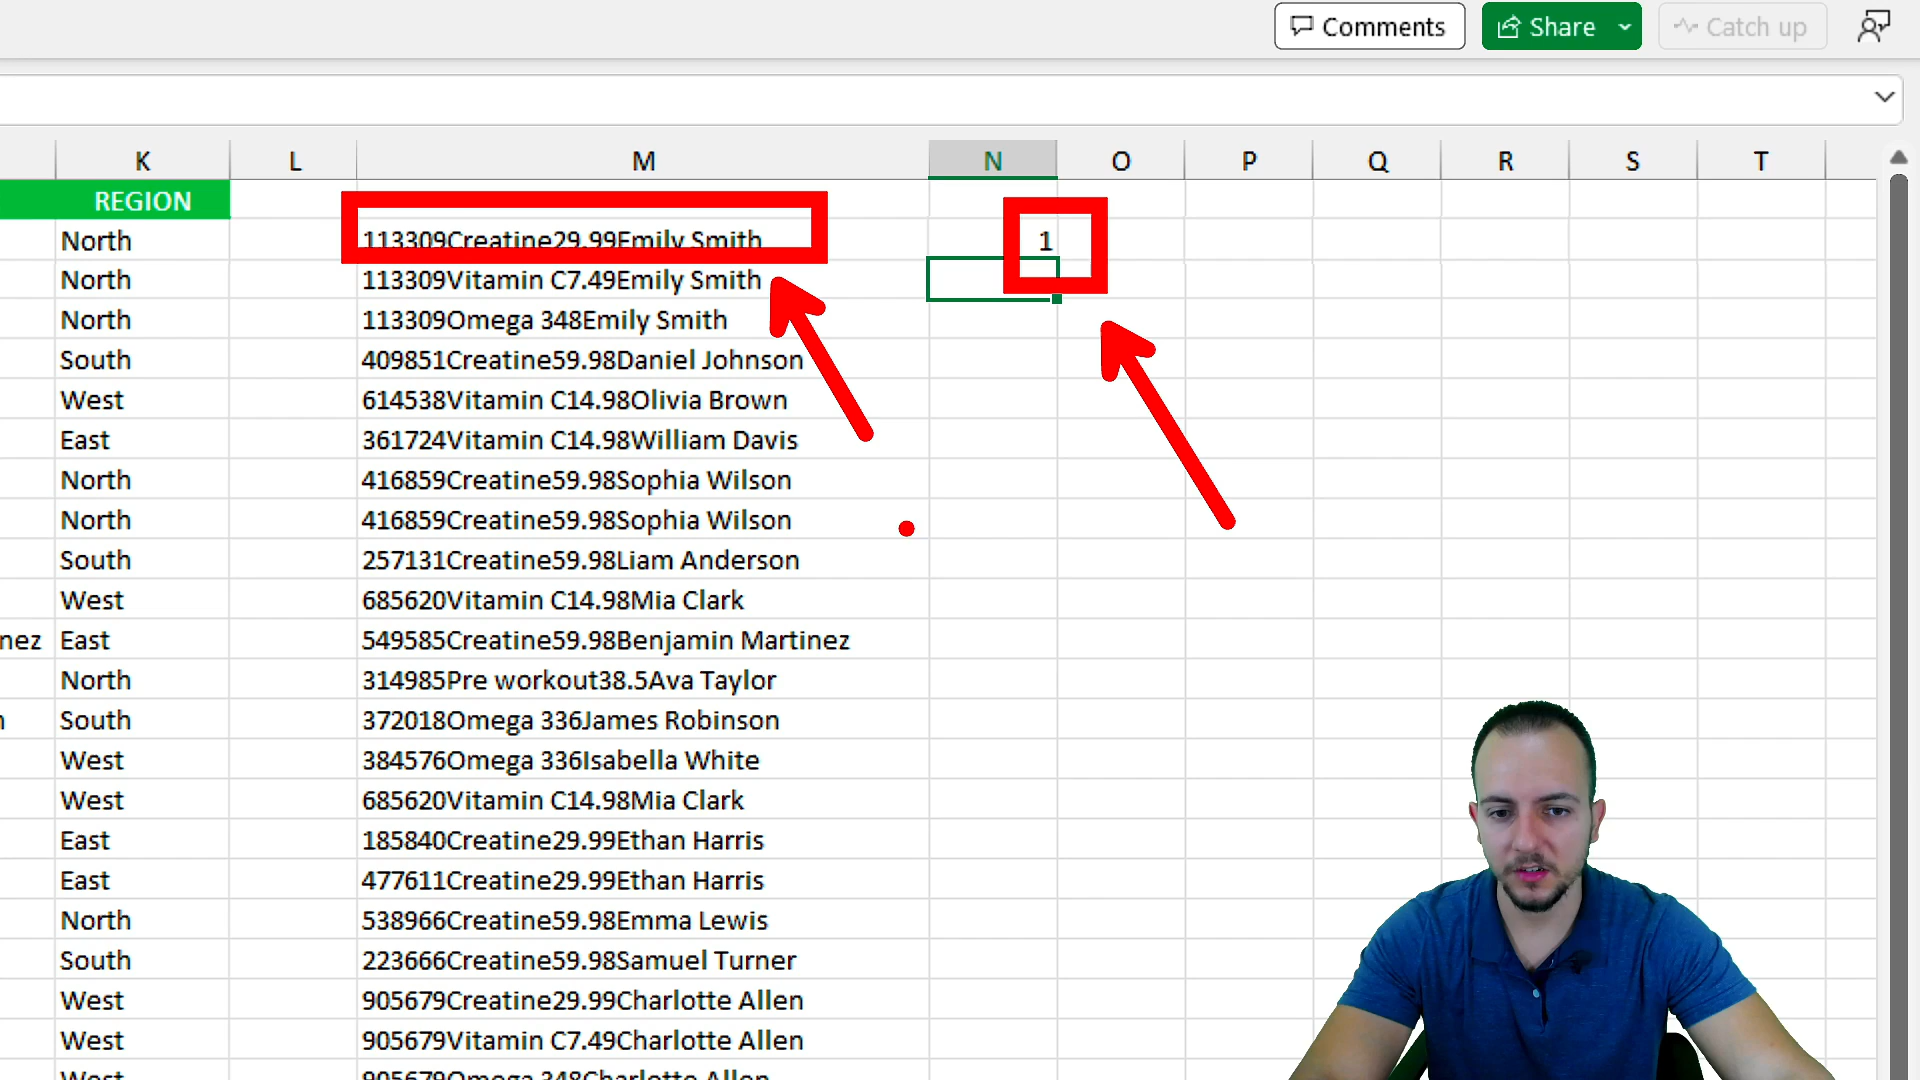 Comments Share Catch up
K L M N O P Q R S T
REGION
North 113309Creatine29.99Emily Smith 1
North 113309Vitamin C7.49Emily Smith
North 113309Omega 348Emily Smith
South 409851Creatine59.98Daniel Johnson
West 614538Vitamin C14.98Olivia Brown
East 361724Vitamin C14.98William Davis
North 416859Creatine59.98Sophia Wilson
North 416859Creatine59.98Sophia Wilson
South 257131Creatine59.98Liam Anderson
West 685620Vitamin C14.98Mia Clark
nez East 549585Creatine59.98Benjamin Martinez
North 314985Pre workout38.5Ava Taylor
n South 372018Omega 336James Robinson
West 384576Omega 336Isabella White
West 685620Vitamin C14.98Mia Clark
East 185840Creatine29.99Ethan Harris
East 477611Creatine29.99Ethan Harris
North 538966Creatine59.98Emma Lewis
South 223666Creatine59.98Samuel Turner
West 905679Creatine29.99Charlotte Allen
West 905679Vitamin C7.49Charlotte Allen
West 905679Omega 348Charlotte Allen